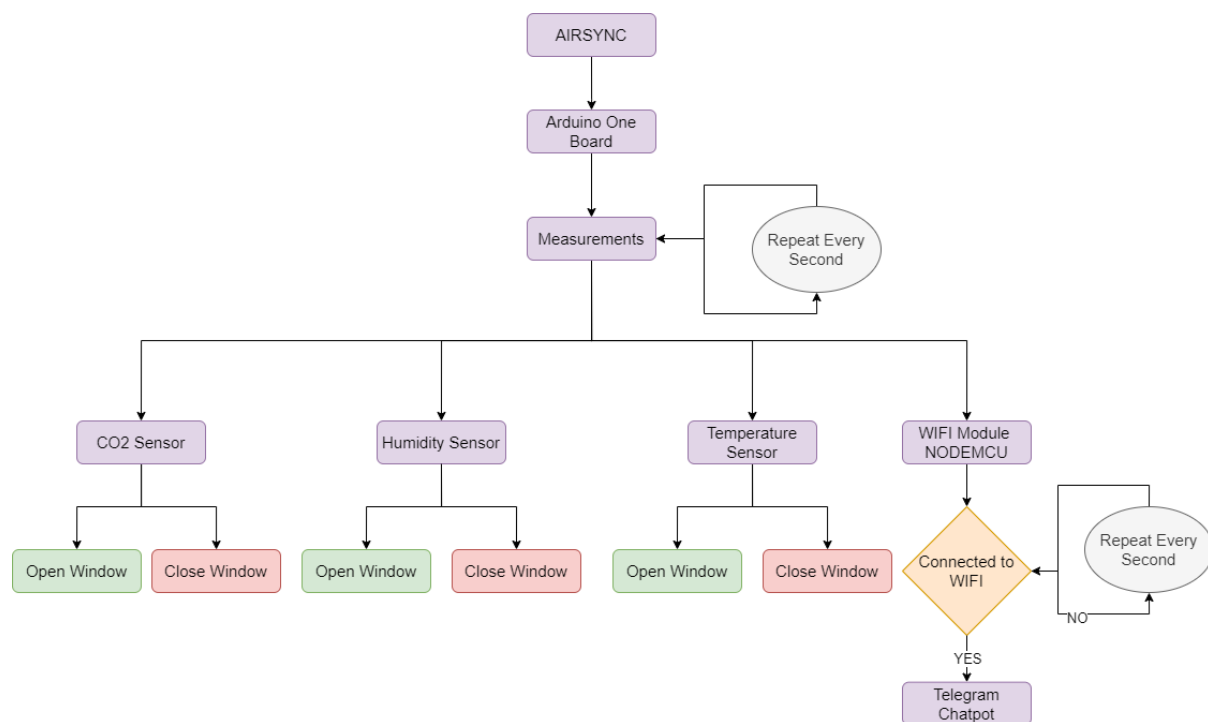 AIRSYNC
Arduino One
Board
Measurements
Repeat Every
Second
CO2 Sensor
Humidity Sensor
Temperature
Sensor
WIFI Module
NODEMCU
Open Window
Close Window
Open Window
Close Window
Open Window
Close Window
Connected to
WIFI
Repeat Every
Second
NO
YES
Telegram
Chatpot